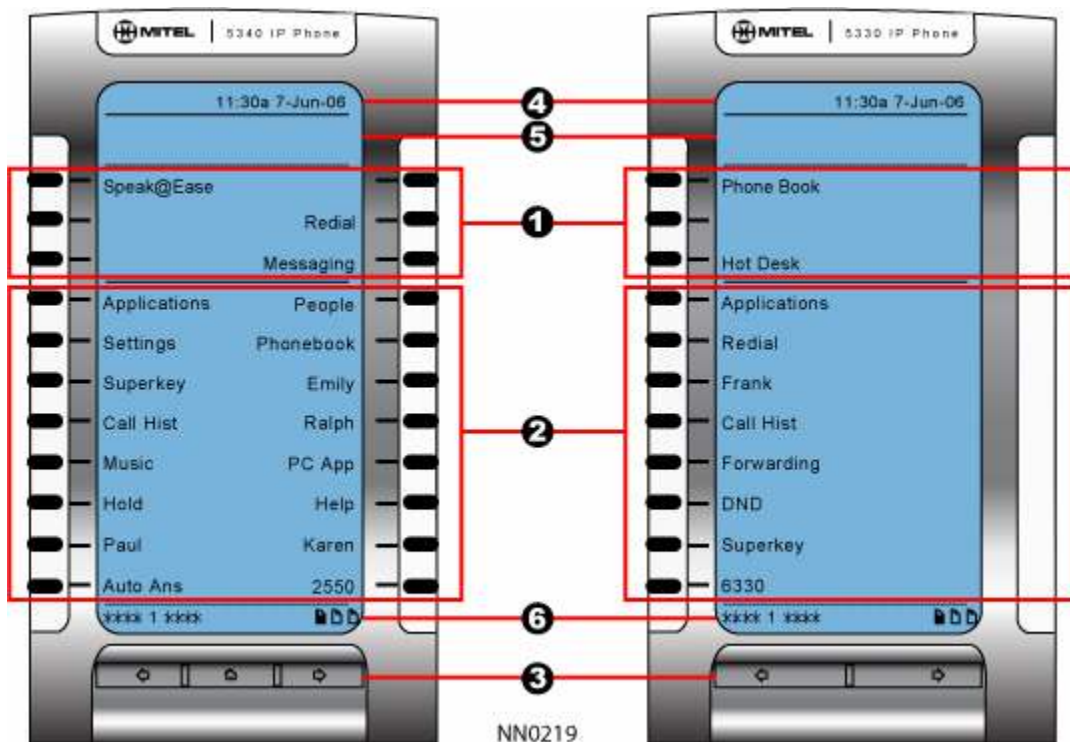 MITEL | 5340 IP Phone
11:30a 7-Jun-06
Speak@Ease
Redial
Messaging
Applications People
Settings Phonebook
Superkey Emily
Call Hist Ralph
Music PC App
Hold Help
Paul Karen
Auto Ans 2550
**** 1 ****
4
5
1
2
6
3
NN0219
MITEL | 5330 IP Phone
11:30a 7-Jun-06
Phone Book
Hot Desk
Applications
Redial
Frank
Call Hist
Forwarding
DND
Superkey
6330
**** 1 ****